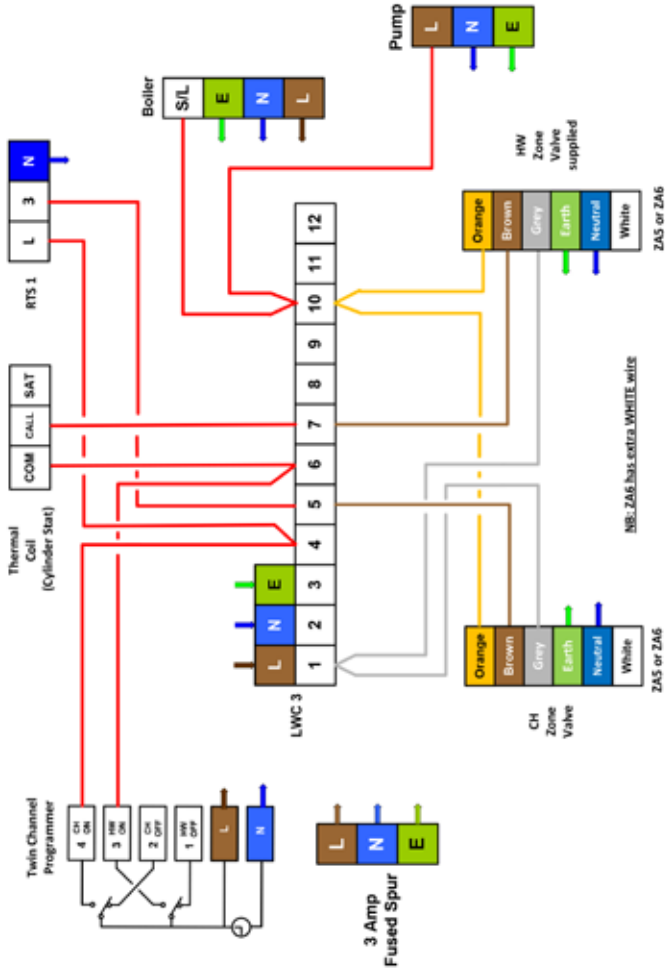 Twin Channel
Programmer
4 CH ON
3 HW ON
2 CH OFF
1 HW OFF
L
N
3 Amp
Fused Spur
L
N
E
Thermal
Coil
(Cylinder Stat)
COM
CALL
SAT
RTS 1
L
3
N
Boiler
S/L
E
N
L
Pump
L
N
E
LWC 3
L
N
E
1
2
3
4
5
6
7
8
9
10
11
12
CH
Zone
Valve
Orange
Brown
Grey
Earth
Neutral
White
ZA5 or ZA6
NB: ZA6 has extra WHITE wire
HW
Zone
Valve
supplied
Orange
Brown
Grey
Earth
Neutral
White
ZA5 or ZA6